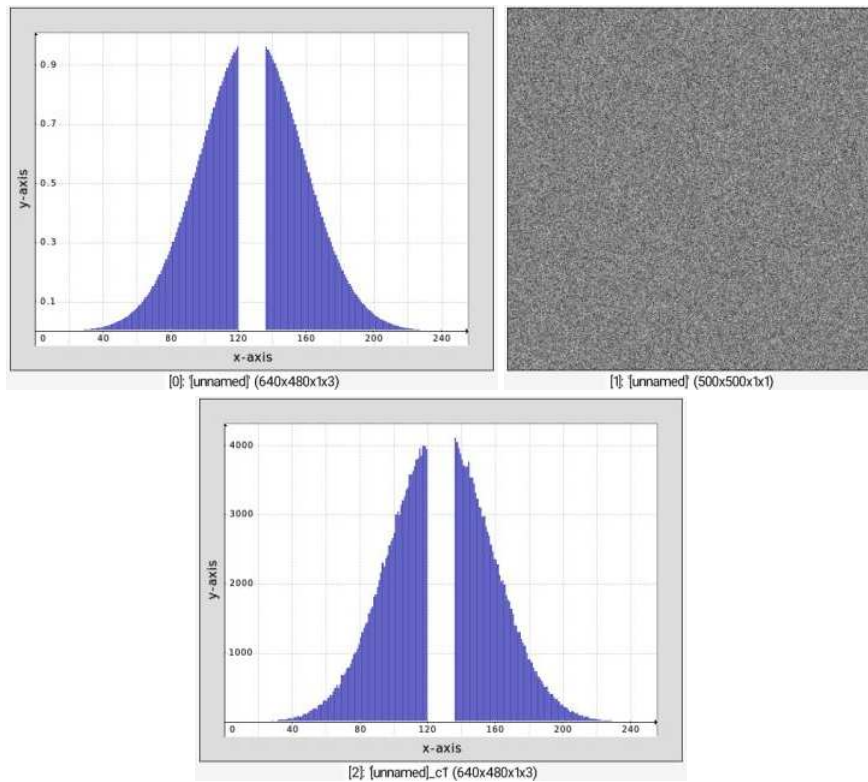 0.9
0.7
0.5
0.3
0.1
y-axis
0 40 80 120 160 200 240
x-axis
[0]: '[unnamed]' (640x480x1x3)
[1]: '[unnamed]' (500x500x1x1)
4000
3000
2000
1000
y-axis
0 40 80 120 160 200 240
x-axis
[2]: '[unnamed]_c1' (640x480x1x3)